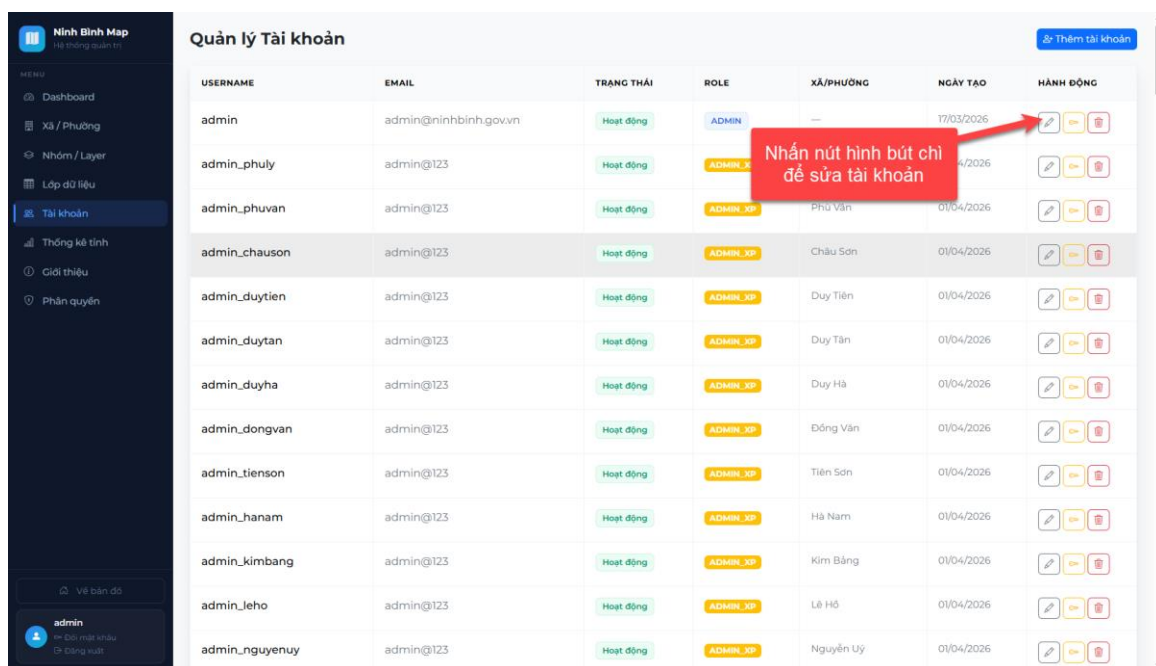 Ninh Bình Map
Hệ thống quản trị
Quản lý Tài khoản
Thêm tài khoản
MENU
Dashboard
Xã / Phường
Nhóm / Layer
Lớp dữ liệu
Tài khoản
Thống kê tỉnh
Giới thiệu
Phân quyền
USERNAME EMAIL TRẠNG THÁI ROLE XÃ/PHƯỜNG NGÀY TẠO HÀNH ĐỘNG
admin admin@ninhbinh.gov.vn Hoạt động ADMIN — 17/03/2026
Nhấn nút hình bút chì
để sửa tài khoản
admin_phuly admin@123 Hoạt động
admin_phuvan admin@123 Hoạt động ADMIN_XP Phù Vân 01/04/2026
admin_chauson admin@123 Hoạt động ADMIN_XP Châu Sơn 01/04/2026
admin_duytien admin@123 Hoạt động ADMIN_XP Duy Tiên 01/04/2026
admin_duytan admin@123 Hoạt động ADMIN_XP Duy Tân 01/04/2026
admin_duyha admin@123 Hoạt động ADMIN_XP Duy Hà 01/04/2026
admin_dongvan admin@123 Hoạt động ADMIN_XP Đồng Văn 01/04/2026
admin_tienson admin@123 Hoạt động ADMIN_XP Tiên Sơn 01/04/2026
admin_hanam admin@123 Hoạt động ADMIN_XP Hà Nam 01/04/2026
admin_kimbang admin@123 Hoạt động ADMIN_XP Kim Bảng 01/04/2026
admin_leho admin@123 Hoạt động ADMIN_XP Lê Hồ 01/04/2026
admin_nguyenuy admin@123 Hoạt động ADMIN_XP Nguyễn Uý 01/04/2026
Về bản đồ
admin
Đổi mật khẩu
Đăng xuất